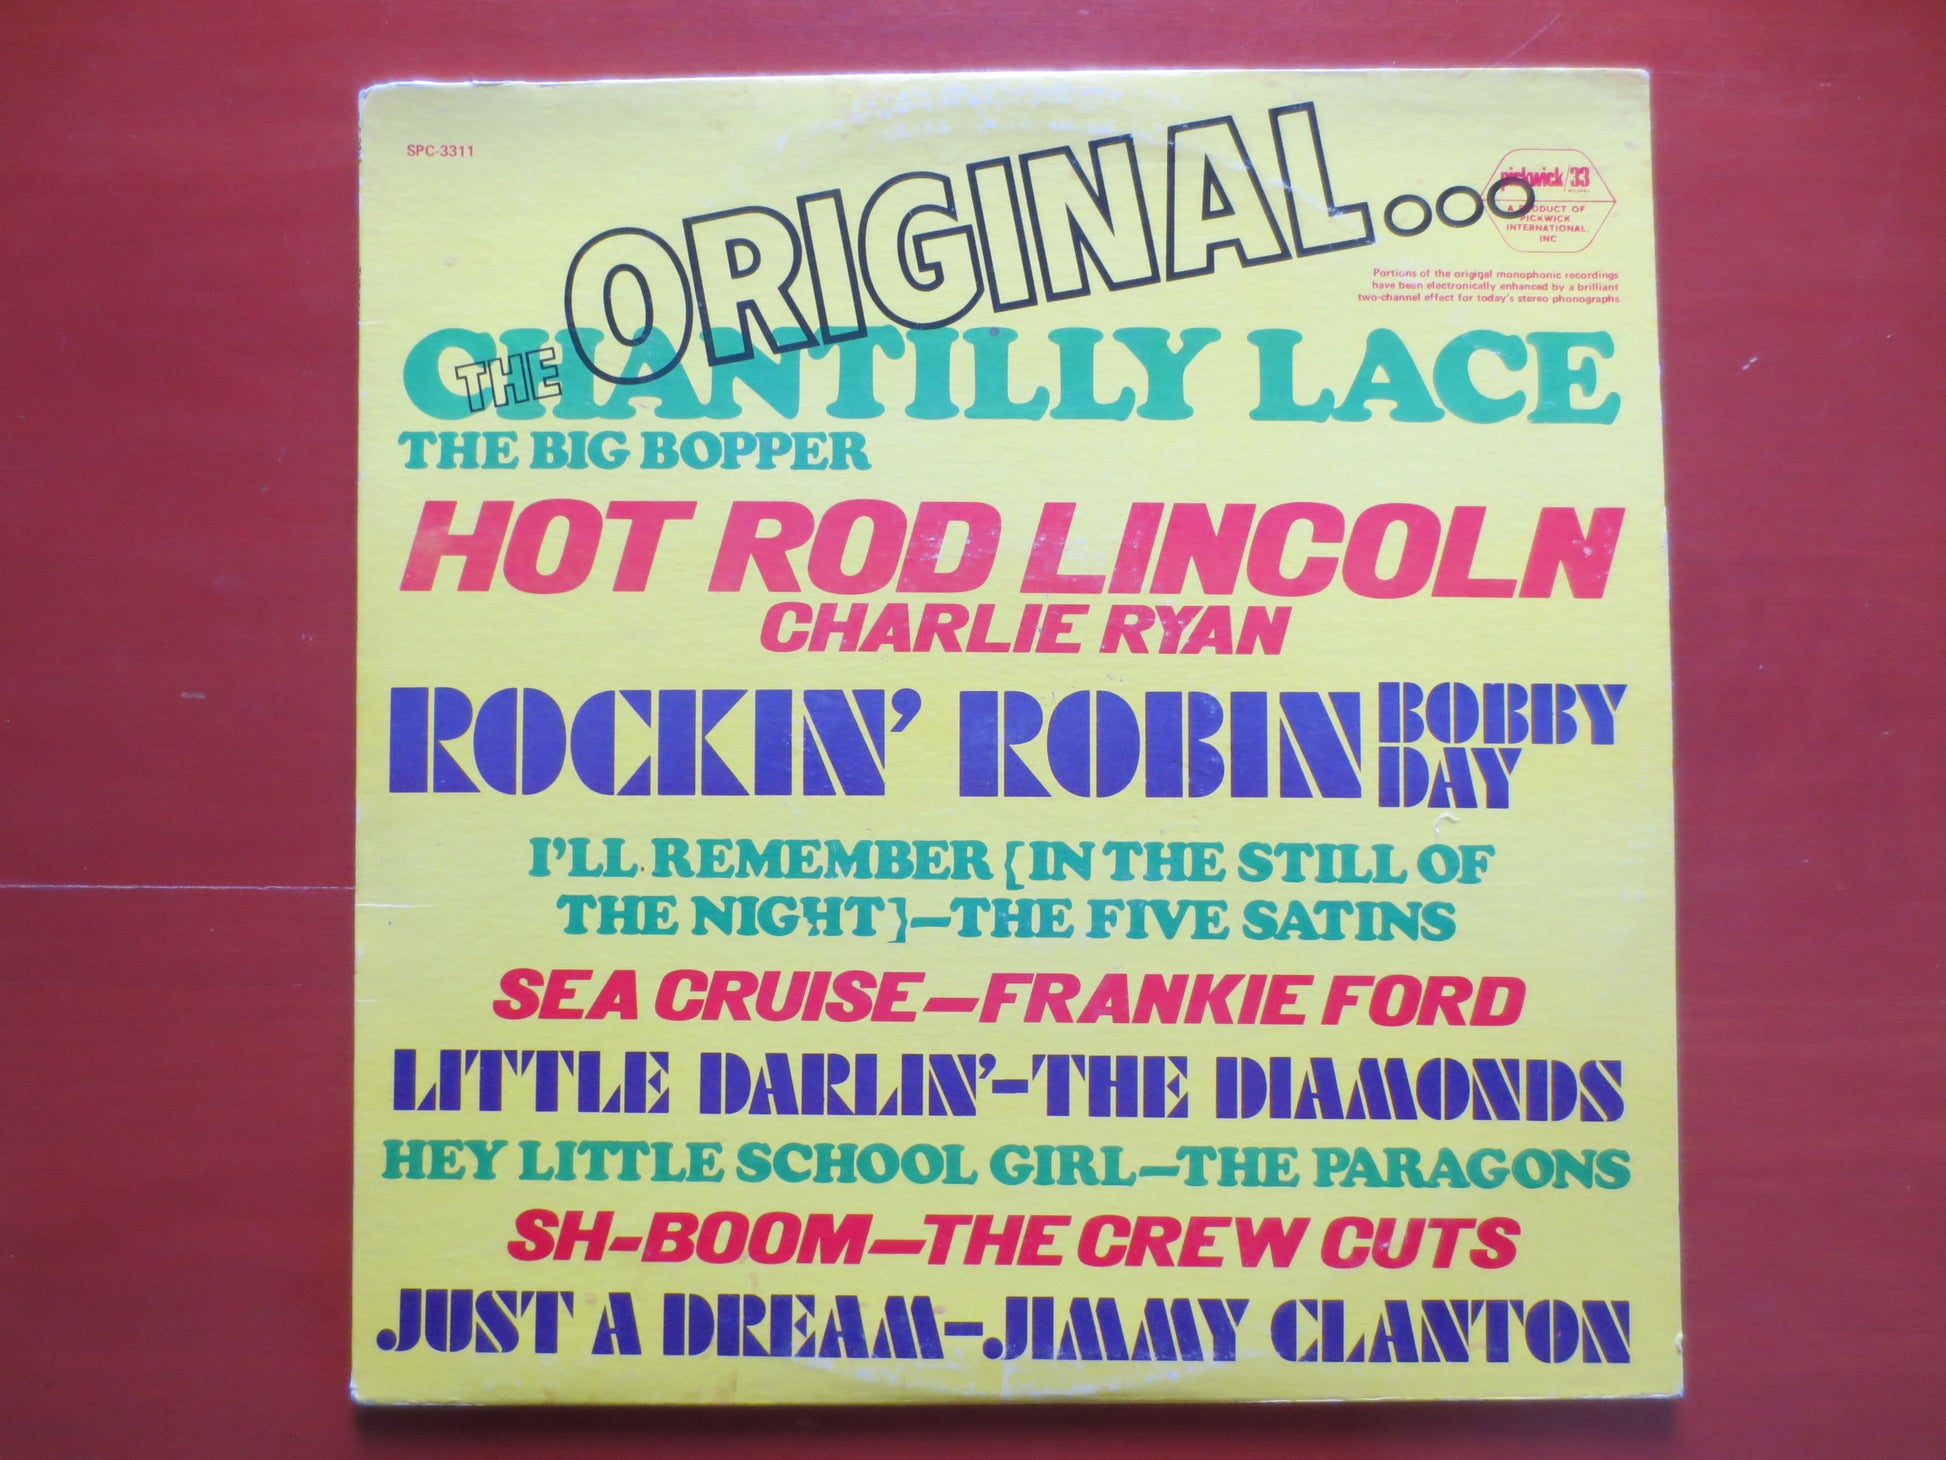 SPC-3311
THE ORIGINAL...
pickwick/33
RECORDS
A PRODUCT OF
PICKWICK
INTERNATIONAL,
INC.
Portions of the original monophonic recordings
have been electronically enhanced by a brilliant
two-channel effect for today's stereo phonographs
CHANTILLY LACE
THE BIG BOPPER
HOT ROD LINCOLN
CHARLIE RYAN
ROCKIN' ROBIN BOBBY
DAY
I'LL REMEMBER [IN THE STILL OF
THE NIGHT]—THE FIVE SATINS
SEA CRUISE—FRANKIE FORD
LITTLE DARLIN'—THE DIAMONDS
HEY LITTLE SCHOOL GIRL—THE PARAGONS
SH-BOOM—THE CREW CUTS
JUST A DREAM—JIMMY CLANTON